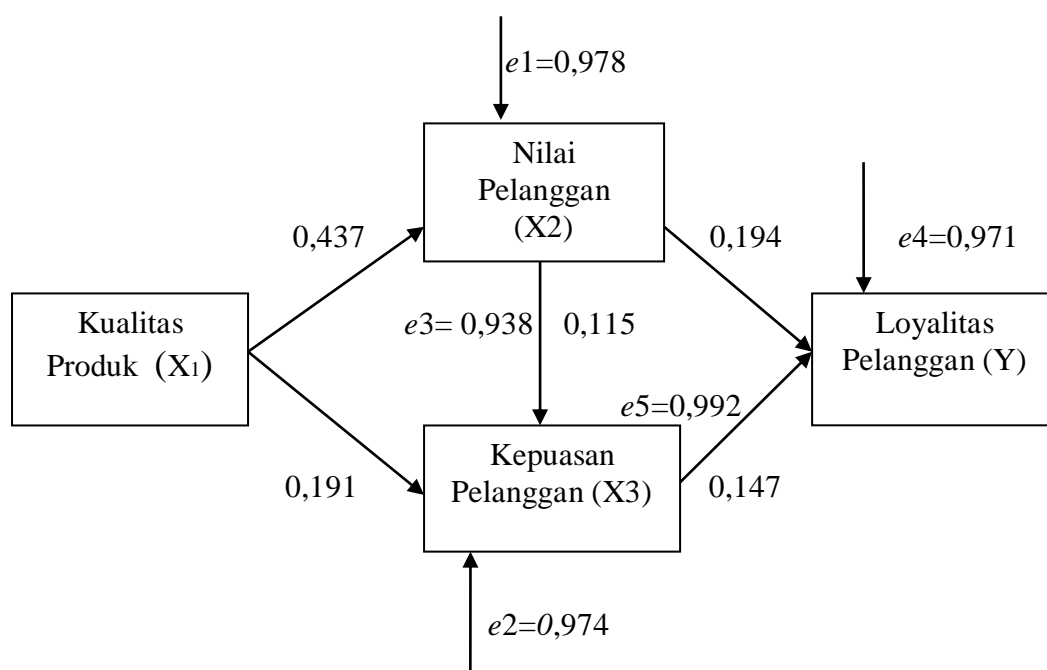 e1=0,978
Nilai
Pelanggan
(X2)
0,437
0,194
e4=0,971
Kualitas
Produk (X1)
e3= 0,938
0,115
Loyalitas
Pelanggan (Y)
e5=0,992
Kepuasan
Pelanggan (X3)
0,191
0,147
e2=0,974